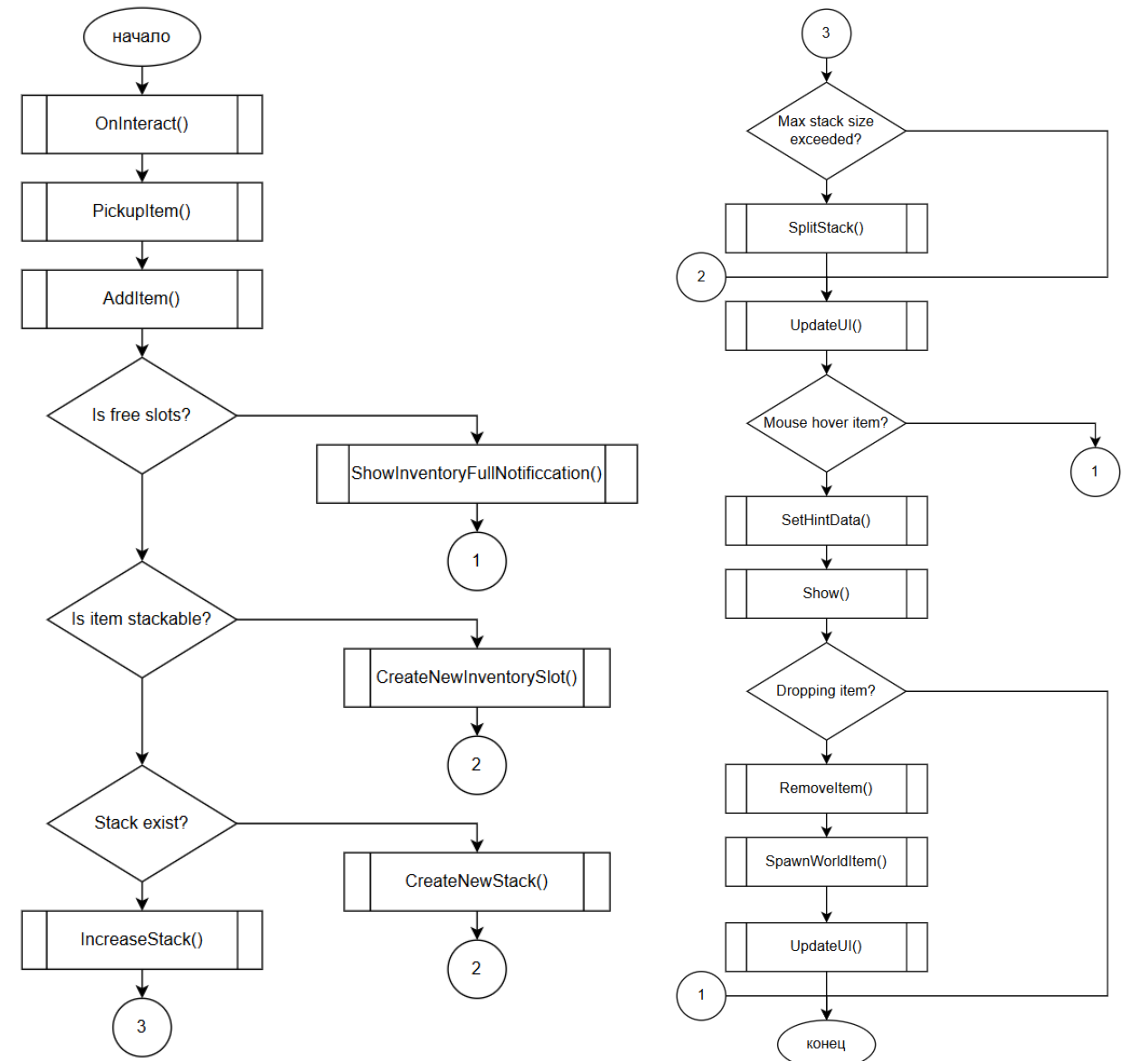 начало
OnInteract()
PickupItem()
AddItem()
Is free slots?
ShowInventoryFullNotificcation()
1
Is item stackable?
CreateNewInventorySlot()
2
Stack exist?
CreateNewStack()
IncreaseStack()
2
3
3
Max stack size
exceeded?
SplitStack()
2
UpdateUI()
Mouse hover item?
1
SetHintData()
Show()
Dropping item?
RemoveItem()
SpawnWorldItem()
UpdateUI()
1
конец